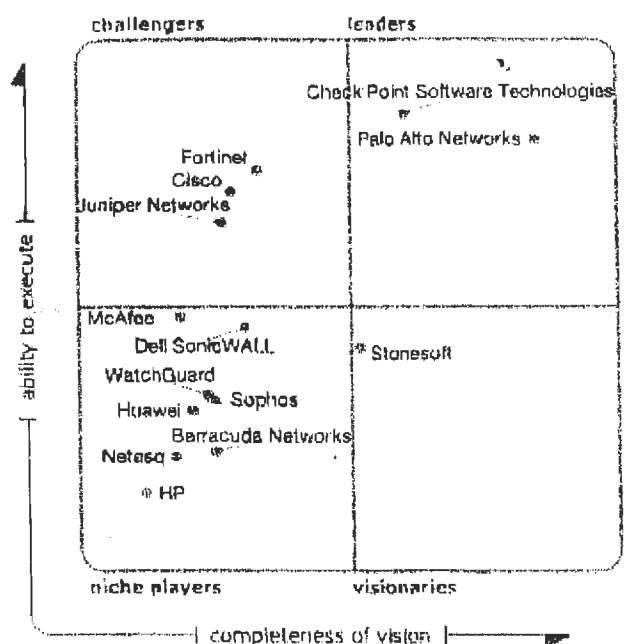 challengers
leaders
Check Point Software Technologies
Palo Alto Networks
Fortinet
Cisco
Juniper Networks
McAfee
Dell SonicWALL
Stonesoft
WatchGuard
Sophos
Huawei
Barracuda Networks
Netasq
HP
niche players
visionaries
ability to execute
completeness of vision